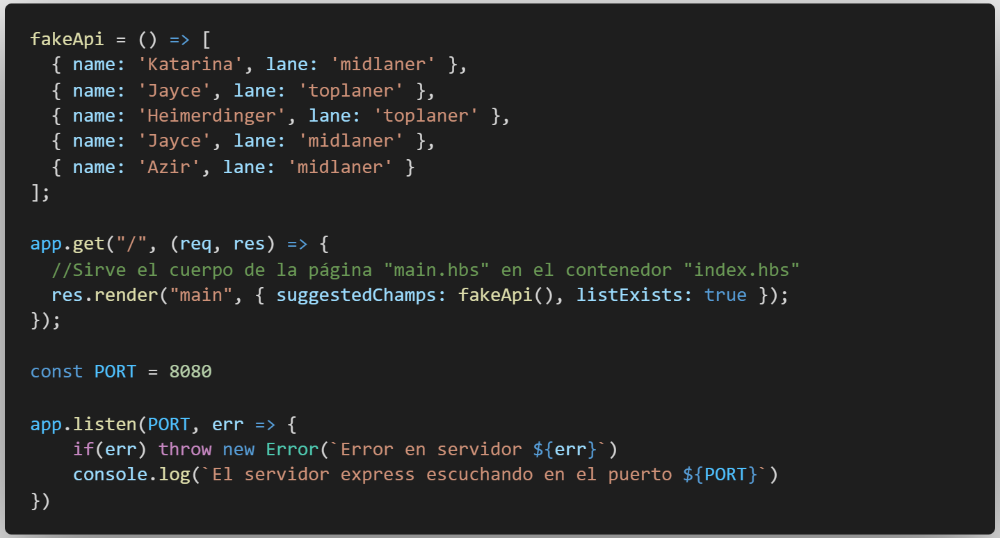 fakeApi = () => [
  { name: 'Katarina', lane: 'midlaner' },
  { name: 'Jayce', lane: 'toplaner' },
  { name: 'Heimerdinger', lane: 'toplaner' },
  { name: 'Jayce', lane: 'midlaner' },
  { name: 'Azir', lane: 'midlaner' }
];

app.get("/", (req, res) => {
  //Sirve el cuerpo de la página "main.hbs" en el contenedor "index.hbs"
  res.render("main", { suggestedChamps: fakeApi(), listExists: true });
});

const PORT = 8080

app.listen(PORT, err => {
    if(err) throw new Error(`Error en servidor ${err}`)
    console.log(`El servidor express escuchando en el puerto ${PORT}`)
})